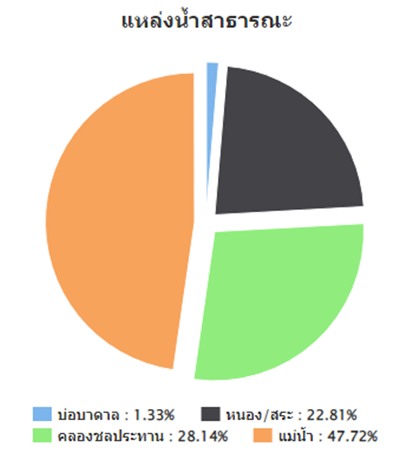 แหล่งน้ำสาธารณะ
บ่อบาดาล : 1.33% หนอง/สระ : 22.81%
คลองชลประทาน : 28.14% แม่น้ำ : 47.72%